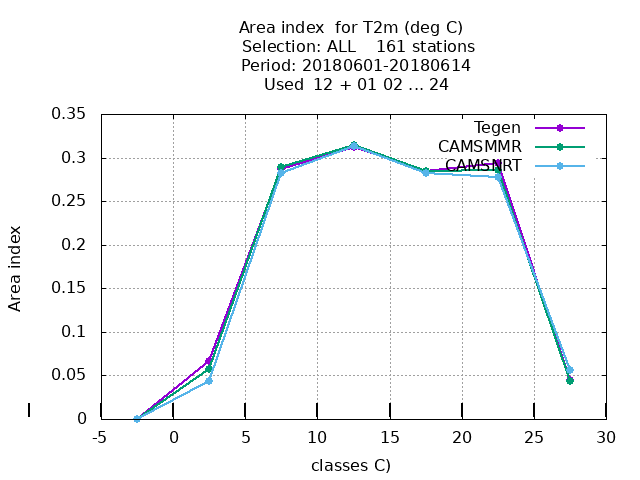 Area index  for T2m (deg C)
Selection: ALL    161 stations
Period: 20180601-20180614
Used  12 + 01 02 ... 24
0.35
0.3
0.25
0.2
0.15
0.1
0.05
0
Area index
Tegen
CAMSMMR
CAMSNRT
-5 0 5 10 15 20 25 30
classes C)